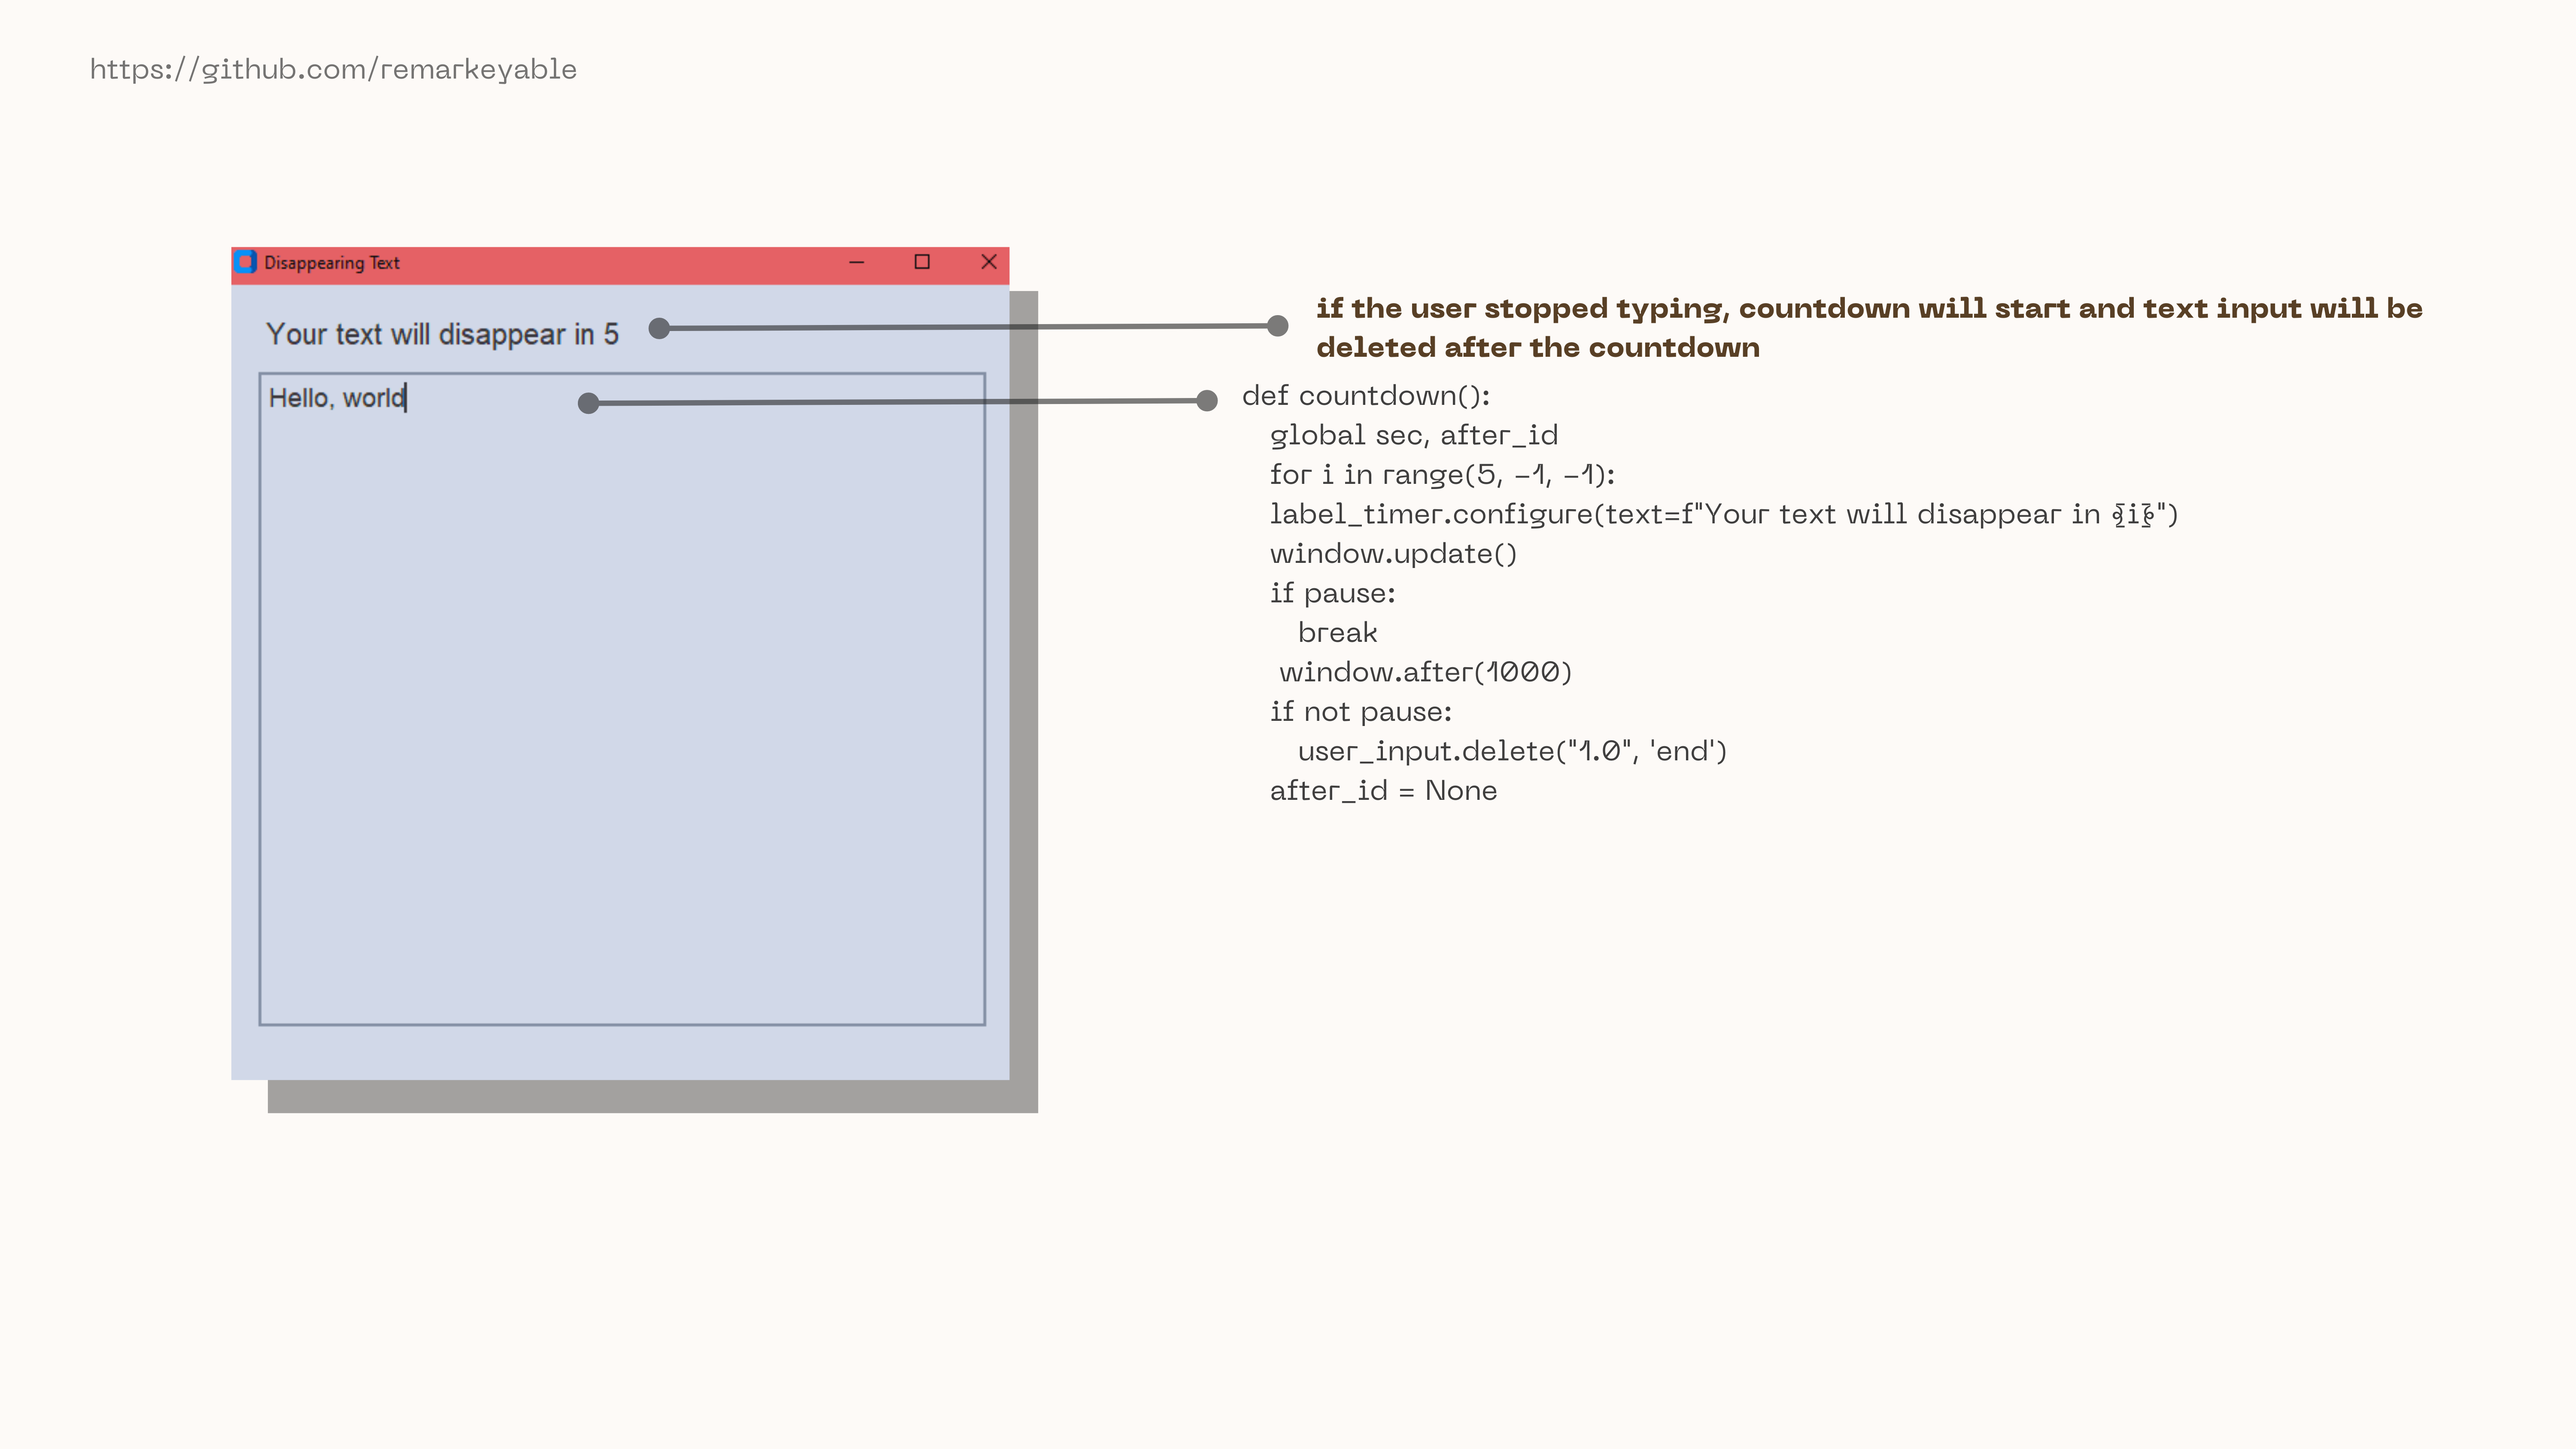 https://github.com/remarkeyable
Disappearing Text
Your text will disappear in 5
Hello, world
if the user stopped typing, countdown will start and text input will be
deleted after the countdown
def countdown():
global sec, after_id
for i in range(5, -1, -1):
label_timer.configure(text=f"Your text will disappear in {i}")
window.update()
if pause:
break
window.after(1000)
if not pause:
user_input.delete("1.0", 'end')
after_id = None